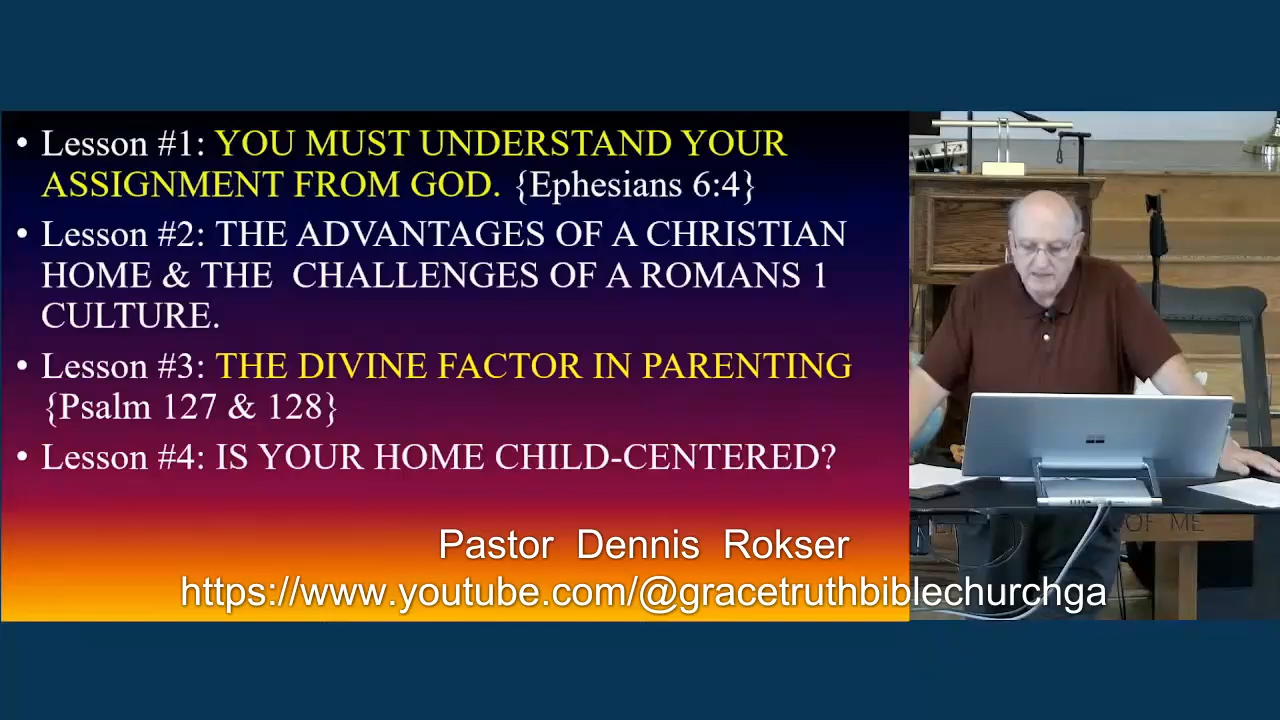 • Lesson #1: YOU MUST UNDERSTAND YOUR
ASSIGNMENT FROM GOD. {Ephesians 6:4}
• Lesson #2: THE ADVANTAGES OF A CHRISTIAN
HOME & THE CHALLENGES OF A ROMANS 1
CULTURE.
• Lesson #3: THE DIVINE FACTOR IN PARENTING
{Psalm 127 & 128}
• Lesson #4: IS YOUR HOME CHILD-CENTERED?
OF ME
Pastor Dennis Rokser
https://www.youtube.com/@gracetruthbiblechurchga